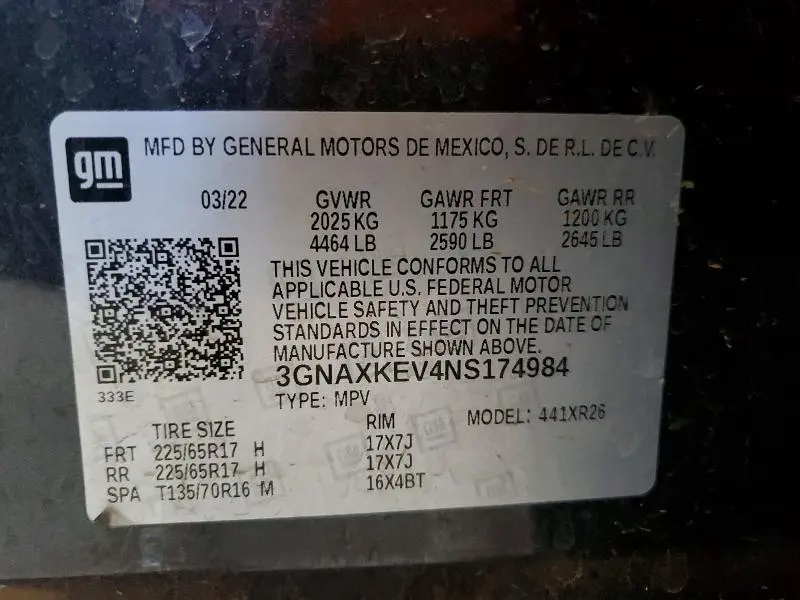 gm MFD BY GENERAL MOTORS DE MEXICO, S. DE R.L. DE C.V.
03/22 GVWR GAWR FRT GAWR RR
2025 KG 1175 KG 1200 KG
4464 LB 2590 LB 2645 LB
THIS VEHICLE CONFORMS TO ALL
APPLICABLE U.S. FEDERAL MOTOR
VEHICLE SAFETY AND THEFT PREVENTION
STANDARDS IN EFFECT ON THE DATE OF
MANUFACTURE SHOWN ABOVE.
3GNAXKEV4NS174984
333E
TYPE: MPV MODEL: 441XR26
TIRE SIZE RIM
FRT 225/65R17 H 17X7J
RR 225/65R17 H 17X7J
SPA T135/70R16 M 16X4BT